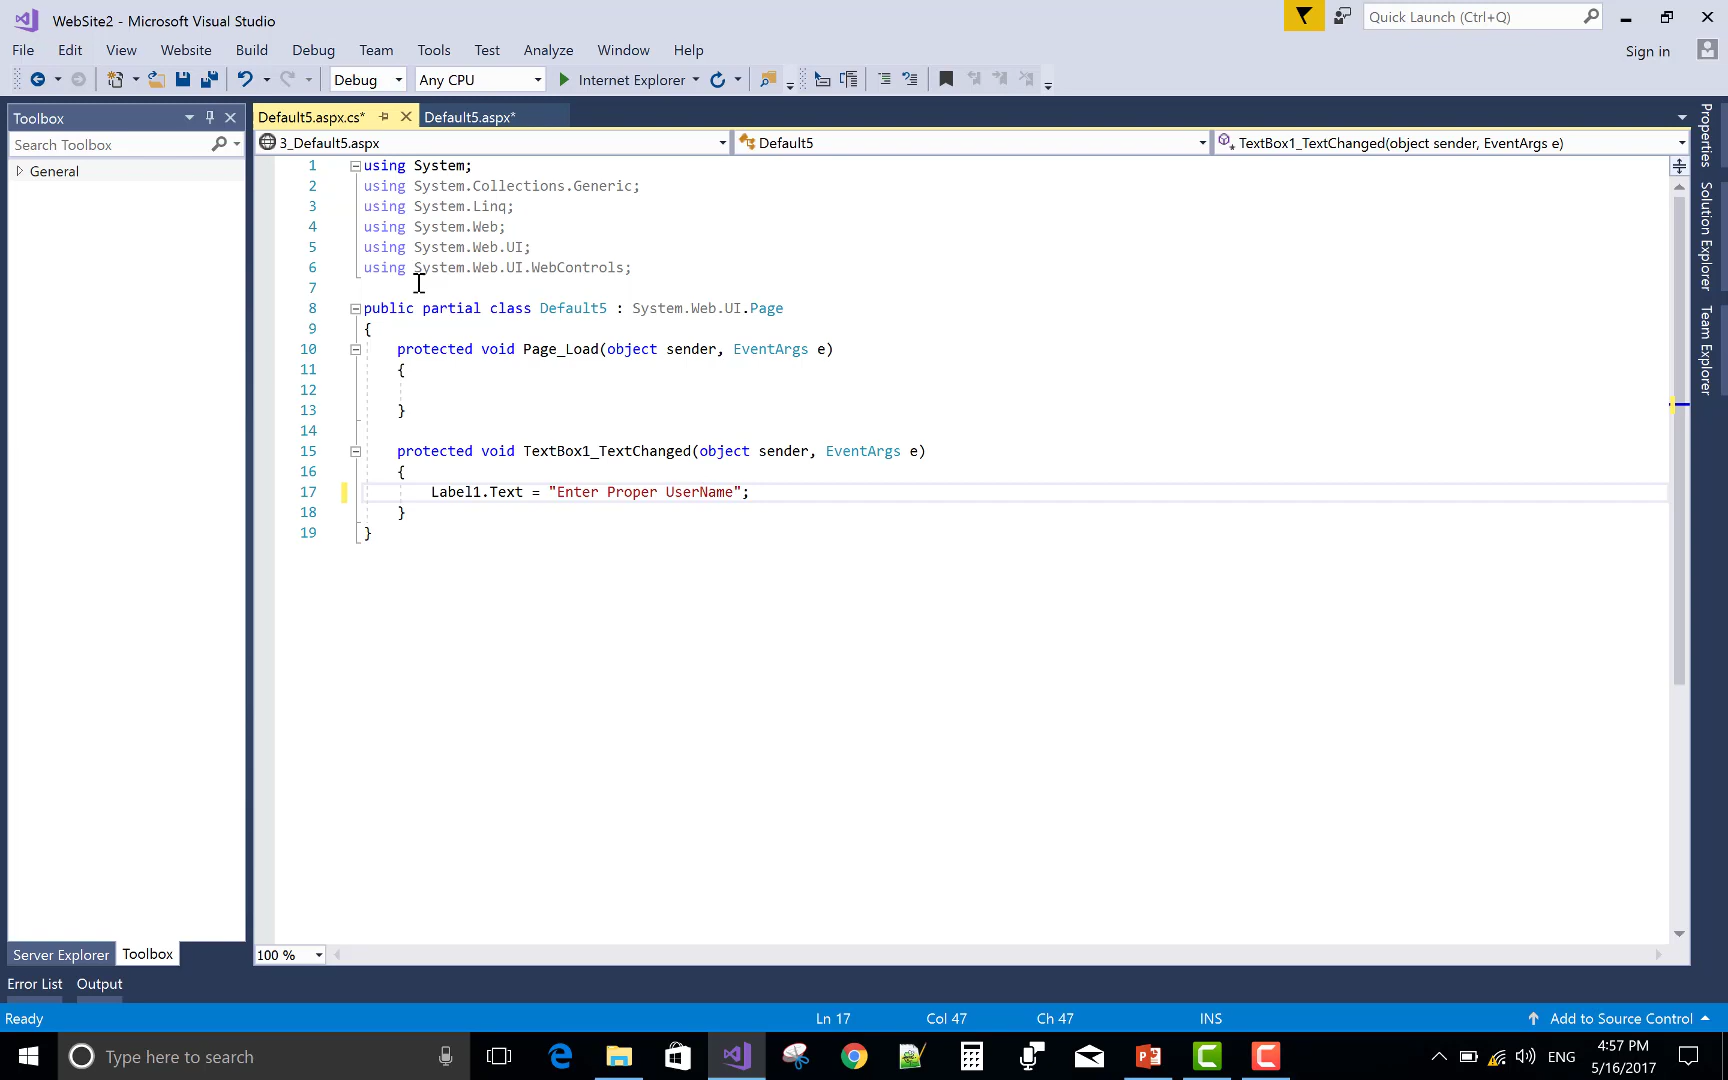 WebSite2 - Microsoft Visual Studio
Quick Launch (Ctrl+Q)
File Edit View Website Build Debug Team Tools Test Analyze Window Help
Sign in
Debug Any CPU Internet Explorer
Toolbox
Default5.aspx.cs* Default5.aspx*
Search Toolbox
3_Default5.aspx Default5 TextBox1_TextChanged(object sender, EventArgs e)
General
1 using System;
2 using System.Collections.Generic;
3 using System.Linq;
4 using System.Web;
5 using System.Web.UI;
6 using System.Web.UI.WebControls;
7
8 public partial class Default5 : System.Web.UI.Page
9 {
10 protected void Page_Load(object sender, EventArgs e)
11 {
12
13 }
14
15 protected void TextBox1_TextChanged(object sender, EventArgs e)
16 {
17 Label1.Text = "Enter Proper UserName";
18 }
19 }
Properties
Solution Explorer
Team Explorer
Server Explorer Toolbox
100 %
Error List Output
Ready Ln 17 Col 47 Ch 47 INS Add to Source Control
Type here to search
ENG
4:57 PM
5/16/2017